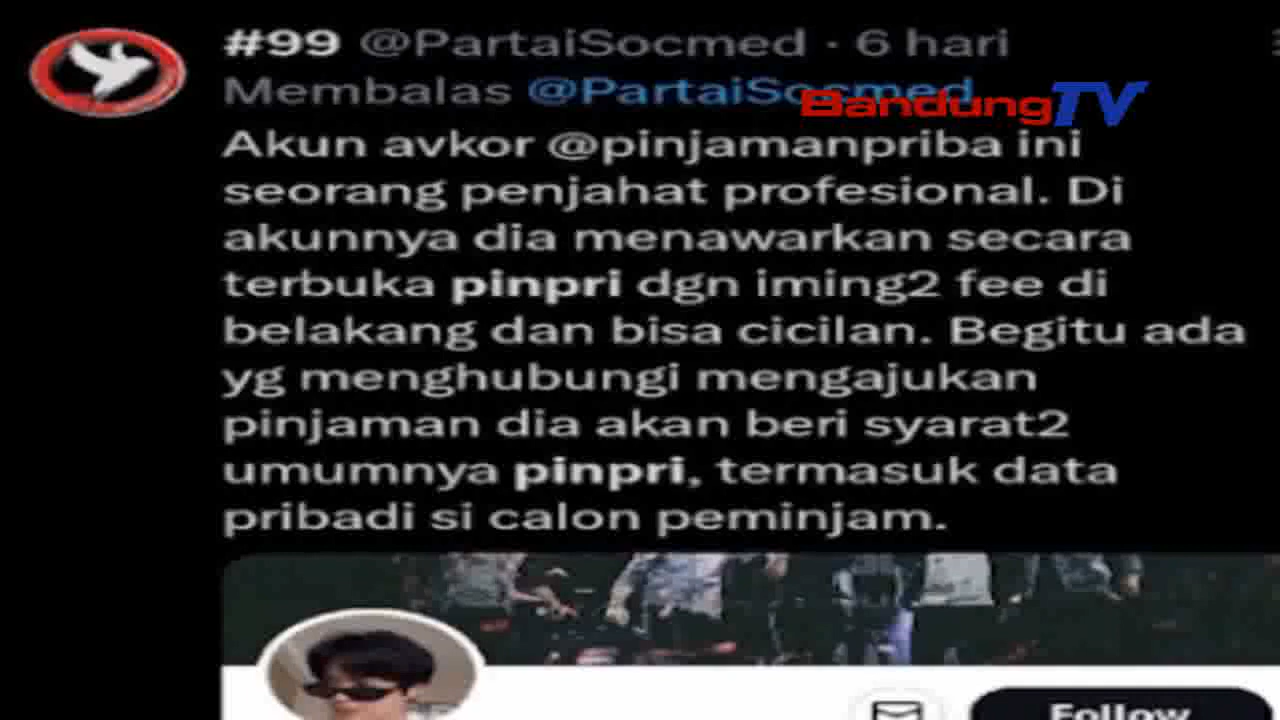 #99 @PartaiSocmed · 6 hari
Membalas @PartaiSocmed
BandungTV
Akun avkor @pinjamanpriba ini
seorang penjahat profesional. Di
akunnya dia menawarkan secara
terbuka pinpri dgn iming2 fee di
belakang dan bisa cicilan. Begitu ada
yg menghubungi mengajukan
pinjaman dia akan beri syarat2
umumnya pinpri, termasuk data
pribadi si calon peminjam.
Follow